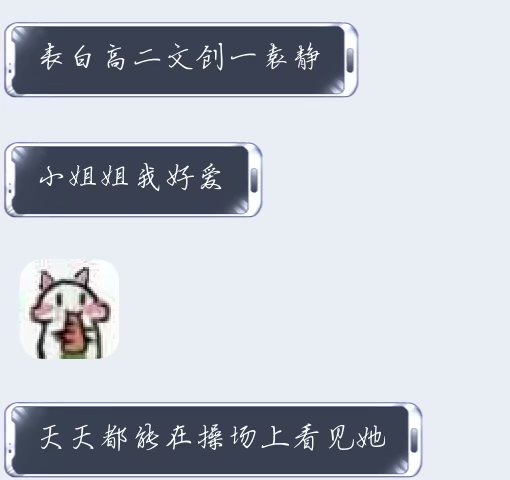 表白高二文创一袁静
小姐姐我好爱
天天都能在操场上看见她